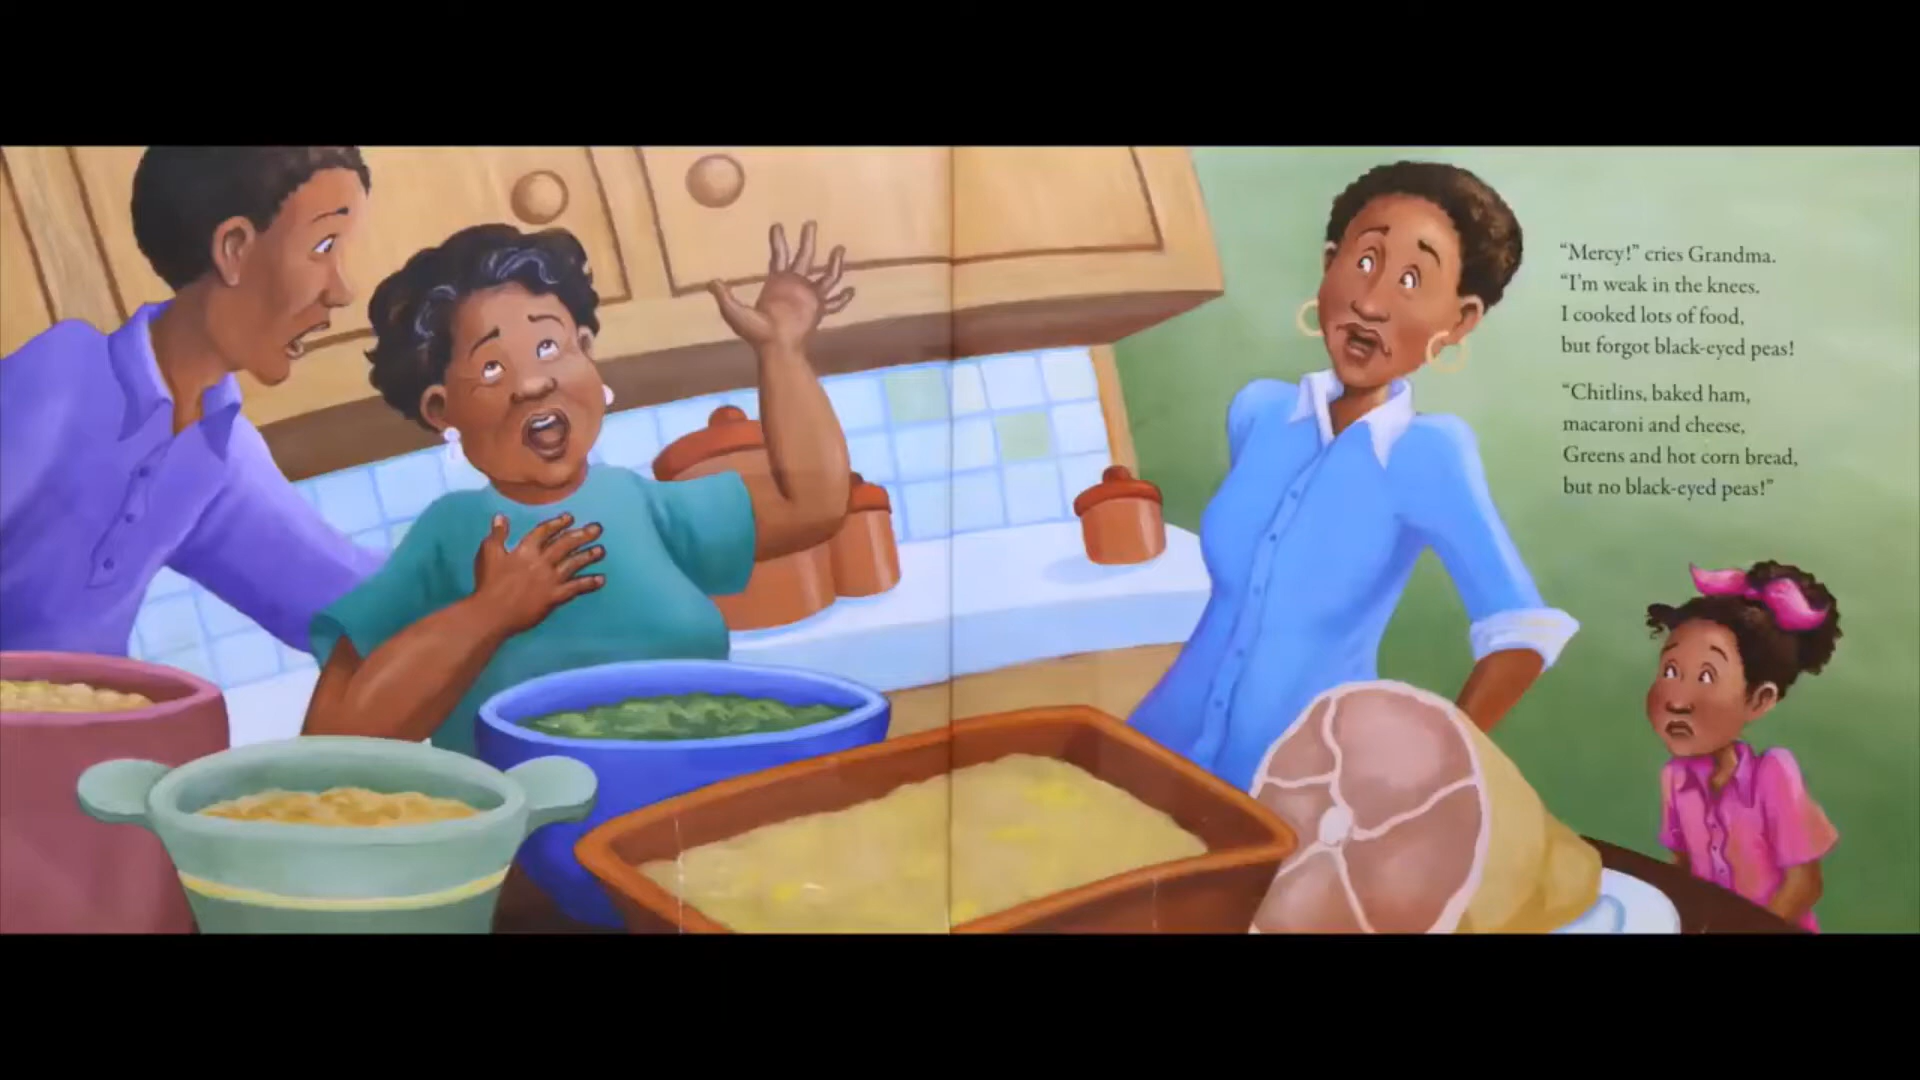 “Mercy!” cries Grandma.
“I’m weak in the knees.
I cooked lots of food,
but forgot black-eyed peas!
“Chitlins, baked ham,
macaroni and cheese,
Greens and hot corn bread,
but no black-eyed peas!”